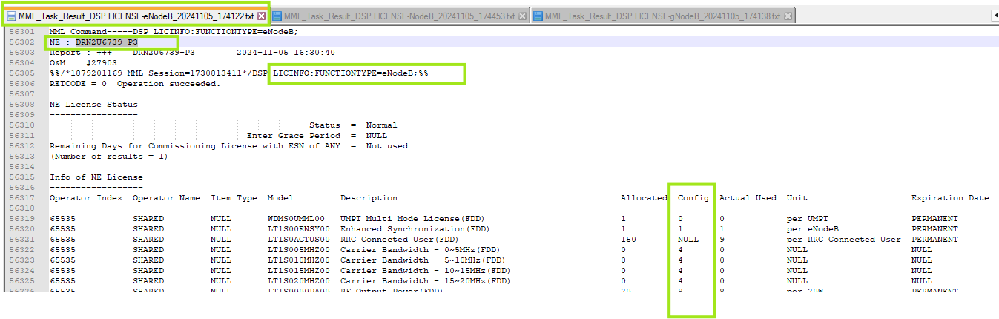 MML_Task_Result_DSP LICENSE-eNodeB_20241105_174122.txt MML_Task_Result_DSP LICENSE-NodeB_20241105_174453.txt MML_Task_Result_DSP LICENSE-gNodeB_20241105_174138.txt
56301 MML Command-----DSP LICINFO:FUNCTIONTYPE=eNodeB;
56302 NE : DRN2U6739-P3
56303 Report : +++ DRN2U6739-P3 2024-11-05 16:30:40
56304 O&M #27903
56305 %%/*1879201169 MML Session=1730813411*/DSP LICINFO:FUNCTIONTYPE=eNodeB;%%
56306 RETCODE = 0 Operation succeeded.
56307
56308 NE License Status
56309 -----------------
56310 Status = Normal
56311 Enter Grace Period = NULL
56312 Remaining Days for Commissioning License with ESN of ANY = Not used
56313 (Number of results = 1)
56314
56315 Info of NE License
56316 ------------------
56317 Operator Index Operator Name Item Type Model Description Allocated Config Actual Used Unit Expiration Date
56318
56319 65535 SHARED NULL WDMS0UMML00 UMPT Multi Mode License(FDD) 1 0 0 per UMPT PERMANENT
56320 65535 SHARED NULL LT1S00ENSY00 Enhanced Synchronization(FDD) 1 1 1 per eNodeB PERMANENT
56321 65535 SHARED NULL LT1S0ACTUS00 RRC Connected User(FDD) 150 NULL 9 per RRC Connected User PERMANENT
56322 65535 SHARED NULL LT1S005MHZ00 Carrier Bandwidth - 0~5MHz(FDD) 0 4 0 NULL NULL
56323 65535 SHARED NULL LT1S010MHZ00 Carrier Bandwidth - 5~10MHz(FDD) 0 4 0 NULL NULL
56324 65535 SHARED NULL LT1S015MHZ00 Carrier Bandwidth - 10~15MHz(FDD) 0 4 0 NULL NULL
56325 65535 SHARED NULL LT1S020MHZ00 Carrier Bandwidth - 15~20MHz(FDD) 0 4 0 NULL NULL
56326 65535 SHARED NULL LT1S0000PA00 RF Output Power(FDD) 20 8 8 per 20W PERMANENT